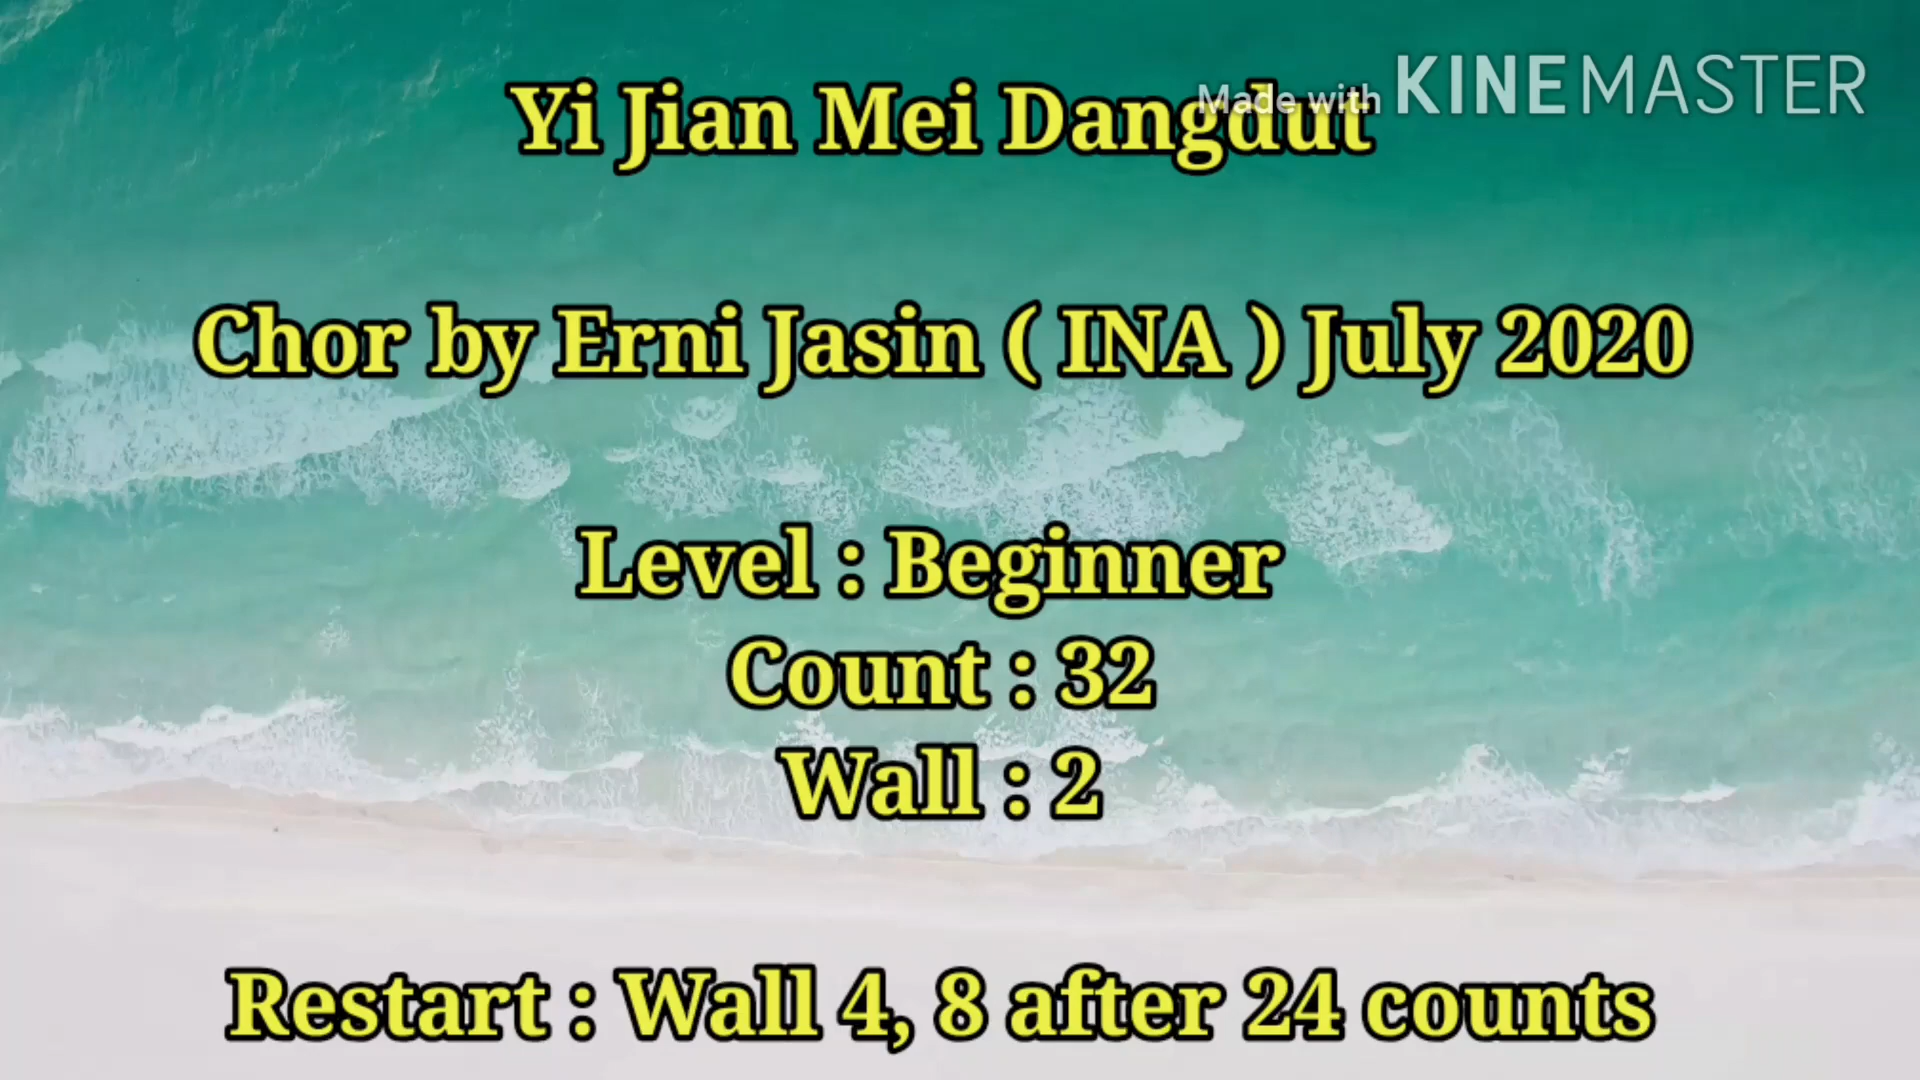 Made with KINEMASTER
Yi Jian Mei Dangdut
Chor by Erni Jasin ( INA ) July 2020
Level : Beginner
Count : 32
Wall : 2
Restart : Wall 4, 8 after 24 counts